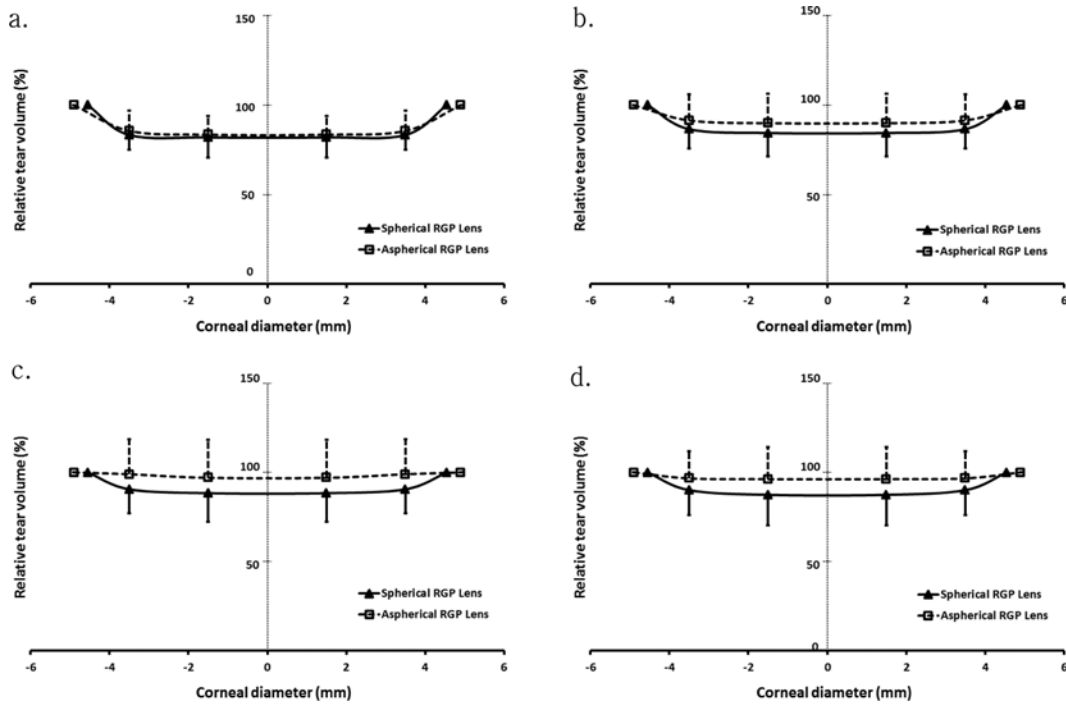 a.
150
100
50
0
Relative tear volume (%)
Spherical RGP Lens
Aspherical RGP Lens
-6 -4 -2 0 2 4 6
Corneal diameter (mm)
b.
150
100
50
Relative tear volume (%)
Spherical RGP Lens
Aspherical RGP Lens
-6 -4 -2 0 2 4 6
Corneal diameter (mm)
c.
150
100
50
Relative tear volume (%)
Spherical RGP Lens
Aspherical RGP Lens
-6 -4 -2 0 2 4 6
Corneal diameter (mm)
d.
150
100
50
0
Relative tear volume (%)
Spherical RGP Lens
Aspherical RGP Lens
-6 -4 -2 0 2 4 6
Corneal diameter (mm)